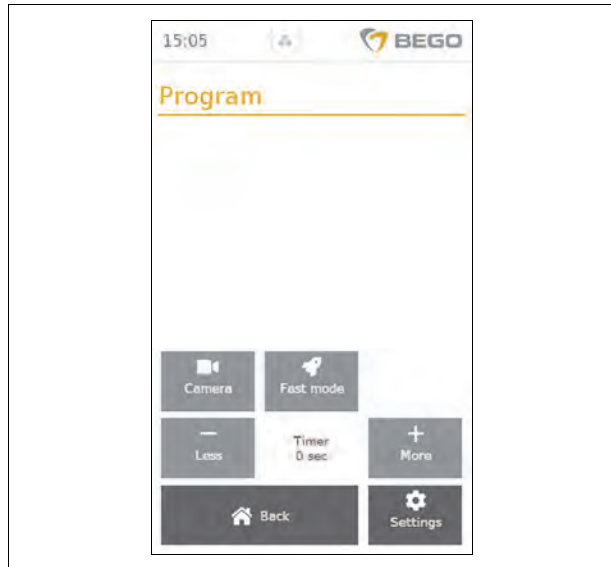 15:05 BEGO
Program
Camera Fast mode
Less Timer More
0 sec
Back Settings